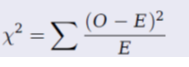 χ² = ∑ (O − E)² / E